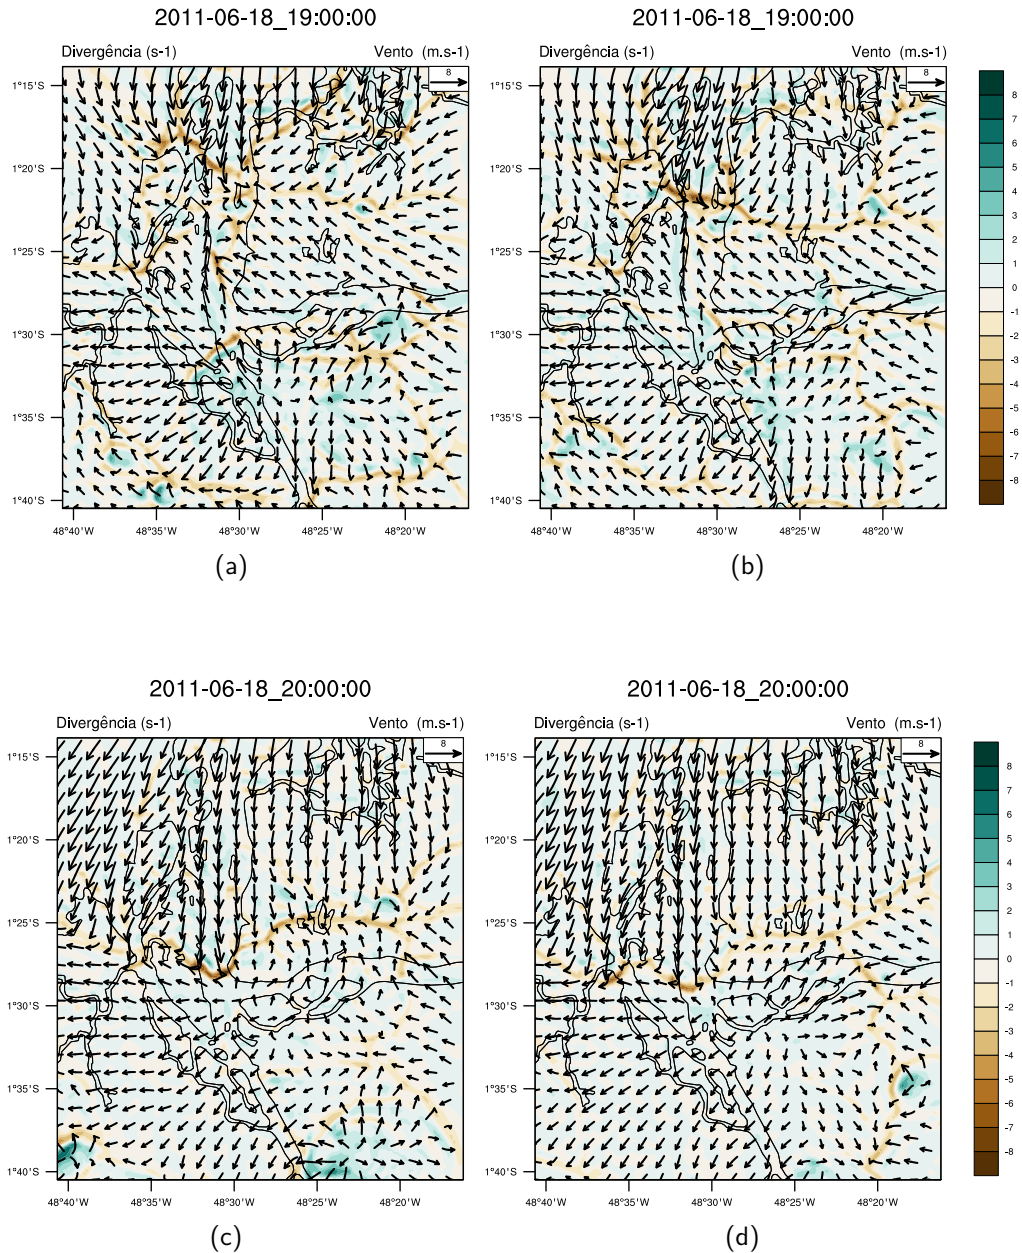 2011-06-18_19:00:00 2011-06-18_19:00:00
Divergência (s-1) Vento (m.s-1) Divergência (s-1) Vento (m.s-1)
8 8
1°15'S 1°15'S
1°20'S 1°20'S
1°25'S 1°25'S
1°30'S 1°30'S
1°35'S 1°35'S
1°40'S 1°40'S
48°40'W 48°35'W 48°30'W 48°25'W 48°20'W 48°40'W 48°35'W 48°30'W 48°25'W 48°20'W
8
7
6
5
4
3
2
1
0
-1
-2
-3
-4
-5
-6
-7
-8
(a) (b)
2011-06-18_20:00:00 2011-06-18_20:00:00
Divergência (s-1) Vento (m.s-1) Divergência (s-1) Vento (m.s-1)
8 8
1°15'S 1°15'S
1°20'S 1°20'S
1°25'S 1°25'S
1°30'S 1°30'S
1°35'S 1°35'S
1°40'S 1°40'S
48°40'W 48°35'W 48°30'W 48°25'W 48°20'W 48°40'W 48°35'W 48°30'W 48°25'W 48°20'W
8
7
6
5
4
3
2
1
0
-1
-2
-3
-4
-5
-6
-7
-8
(c) (d)